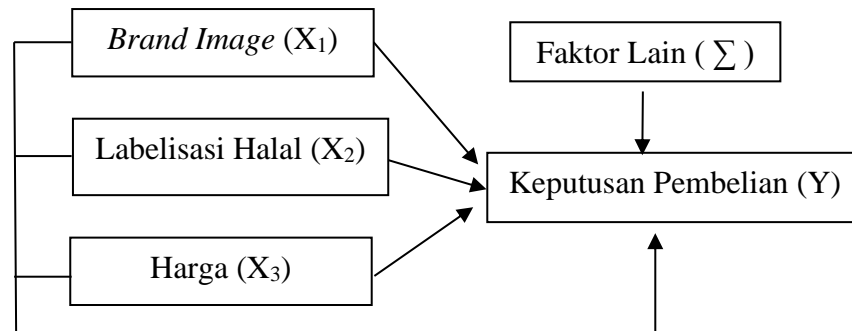 Brand Image (X₁)
Faktor Lain ( ∑ )
Labelisasi Halal (X₂)
Keputusan Pembelian (Y)
Harga (X₃)